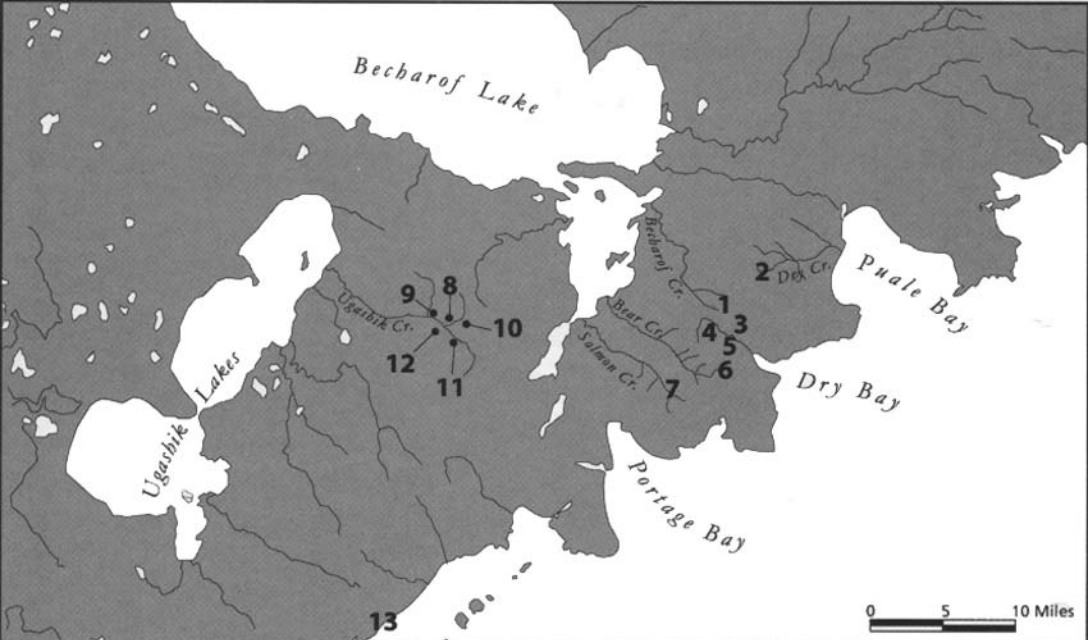 Becharof Lake
Becharof Cr.
2
Dry Cr.
Puale Bay
9
8
1
Ugashik Cr.
10
Bear Cr.
4
3
12
5
Salmon Cr.
11
6
7
Dry Bay
Ugashik Lakes
Portage Bay
13
0 5 10 Miles